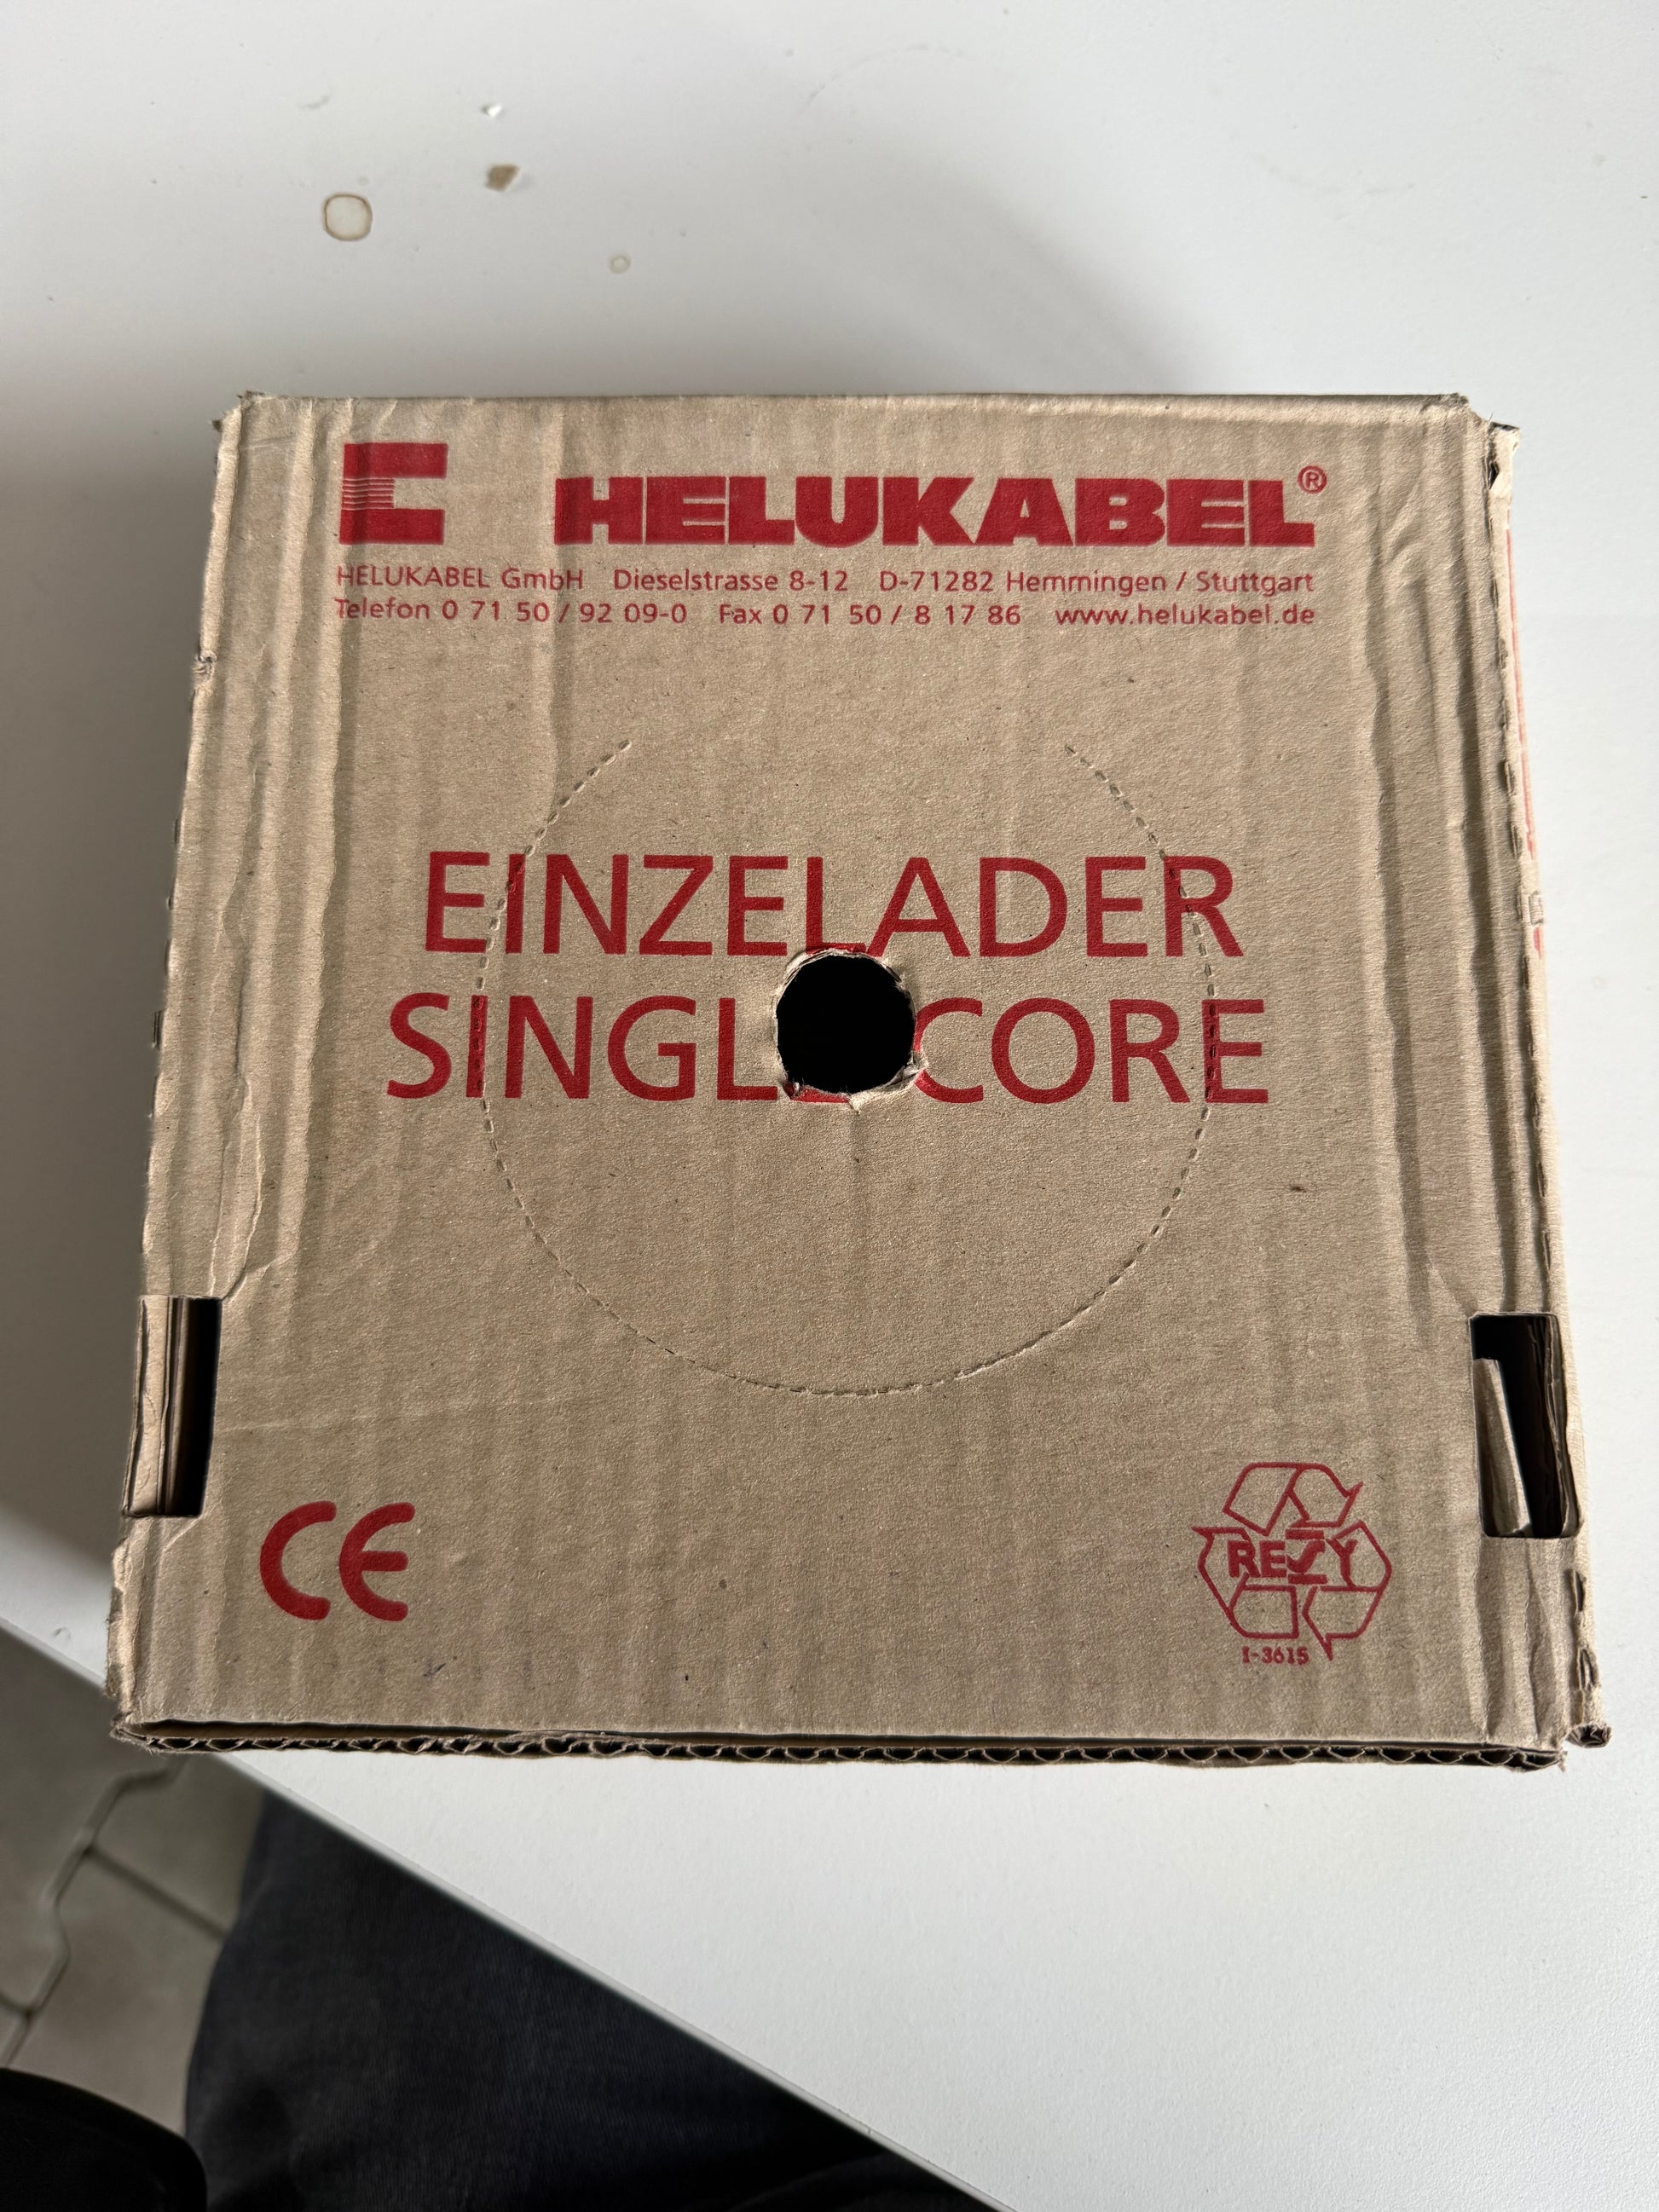 HELUKABEL®
HELUKABEL GmbH Dieselstrasse 8-12 D-71282 Hemmingen / Stuttgart
Telefon 0 71 50 / 92 09-0 Fax 0 71 50 / 8 17 86 www.helukabel.de
EINZELADER
SINGL CORE
CE
RESY
I-3615